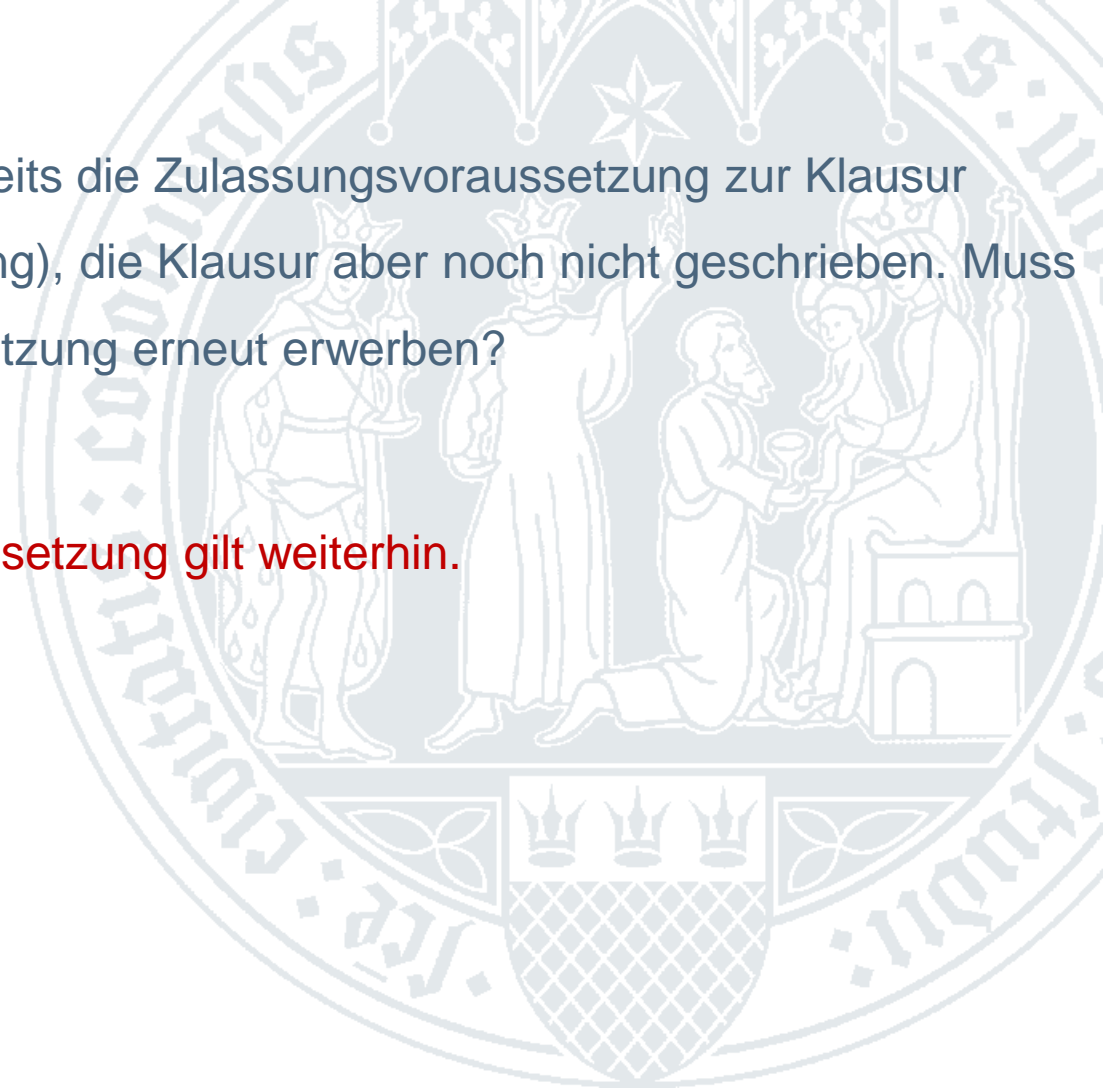 eits die Zulassungsvoraussetzung zur Klausur
ng), die Klausur aber noch nicht geschrieben. Muss
tzung erneut erwerben?
setzung gilt weiterhin.